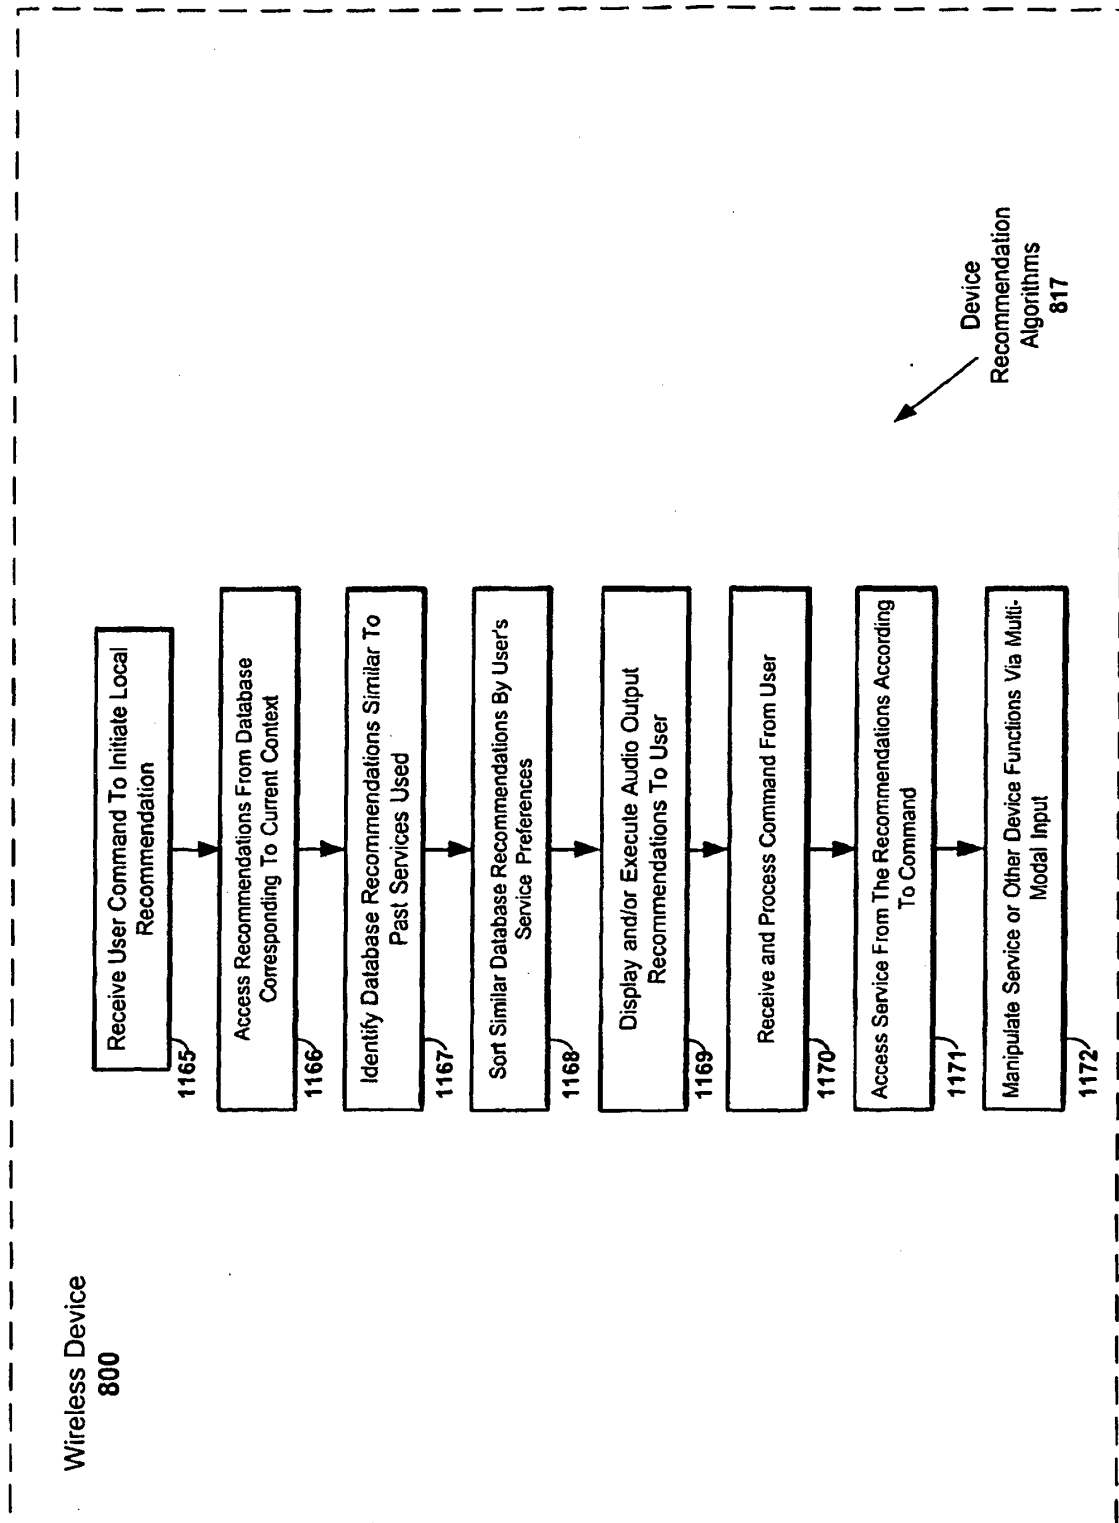 Wireless Device
800
Receive User Command To Initiate Local
Recommendation
1165
Access Recommendations From Database
Corresponding To Current Context
1166
Identify Database Recommendations Similar To
Past Services Used
1167
Sort Similar Database Recommendations By User's
Service Preferences
1168
Display and/or Execute Audio Output
Recommendations To User
1169
Receive and Process Command From User
1170
Access Service From The Recommendations According
To Command
1171
Manipulate Service or Other Device Functions Via Multi-
Modal Input
1172
Device
Recommendation
Algorithms
817